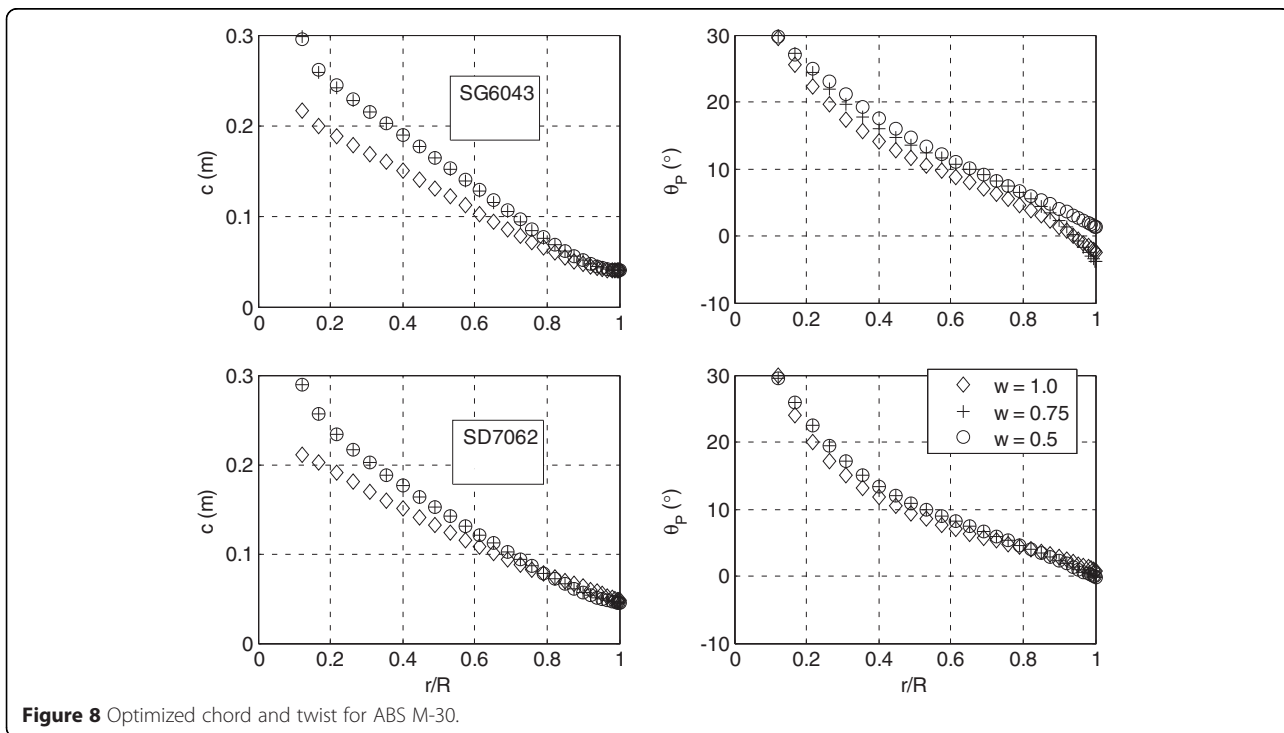 0.3
0.2
0.1
0
c (m)
SG6043
0 0.2 0.4 0.6 0.8 1
30
20
10
0
-10
θP (°)
0 0.2 0.4 0.6 0.8 1
0.3
0.2
0.1
0
c (m)
SD7062
0 0.2 0.4 0.6 0.8 1
r/R
30
20
10
0
-10
θP (°)
w = 1.0
w = 0.75
w = 0.5
0 0.2 0.4 0.6 0.8 1
r/R
Figure 8 Optimized chord and twist for ABS M-30.